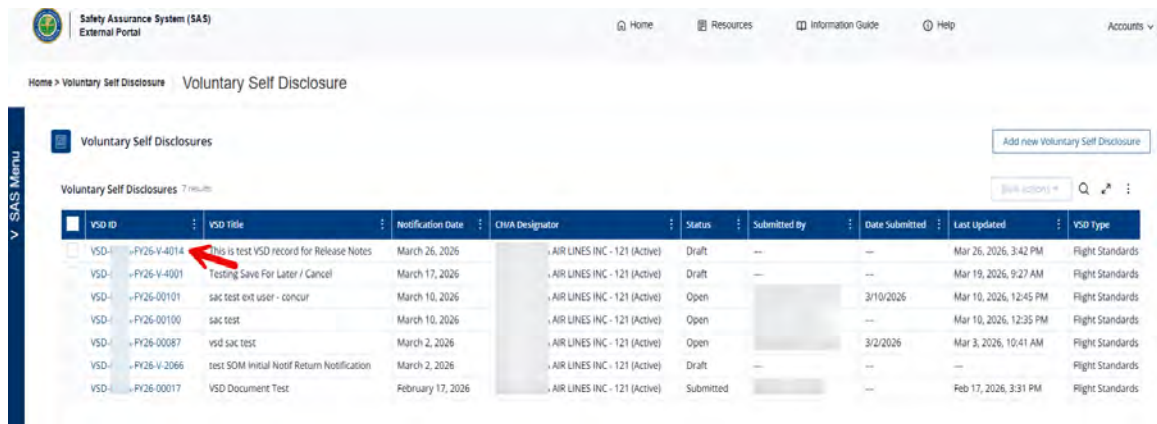 Safety Assurance System (SAS)
External Portal
Home
Resources
Information Guide
Help
Accounts
Home > Voluntary Self Disclosure
Voluntary Self Disclosure
V SAS Menu
Voluntary Self Disclosures
Add new Voluntary Self Disclosure
Voluntary Self Disclosures 7 results
Bulk actions
VSD ID VSD Title Notification Date CH/A Designator Status Submitted By Date Submitted Last Updated VSD Type
VSD- -FY26-V-4014 This is test VSD record for Release Notes March 26, 2026 AIR LINES INC - 121 (Active) Draft --- --- Mar 26, 2026, 3:42 PM Flight Standards
VSD- -FY26-V-4001 Testing Save For Later / Cancel March 17, 2026 AIR LINES INC - 121 (Active) Draft --- --- Mar 19, 2026, 9:27 AM Flight Standards
VSD- -FY26-00101 sac test ext user - concur March 10, 2026 AIR LINES INC - 121 (Active) Open 3/10/2026 Mar 10, 2026, 12:45 PM Flight Standards
VSD- -FY26-00100 sac test March 10, 2026 AIR LINES INC - 121 (Active) Open --- Mar 10, 2026, 12:35 PM Flight Standards
VSD- -FY26-00087 vsd sac test March 2, 2026 AIR LINES INC - 121 (Active) Open 3/2/2026 Mar 3, 2026, 10:41 AM Flight Standards
VSD- -FY26-V-2066 test SOM Initial Notif Return Notification March 2, 2026 AIR LINES INC - 121 (Active) Draft --- --- --- Flight Standards
VSD- -FY26-00017 VSD Document Test February 17, 2026 AIR LINES INC - 121 (Active) Submitted --- Feb 17, 2026, 3:31 PM Flight Standards